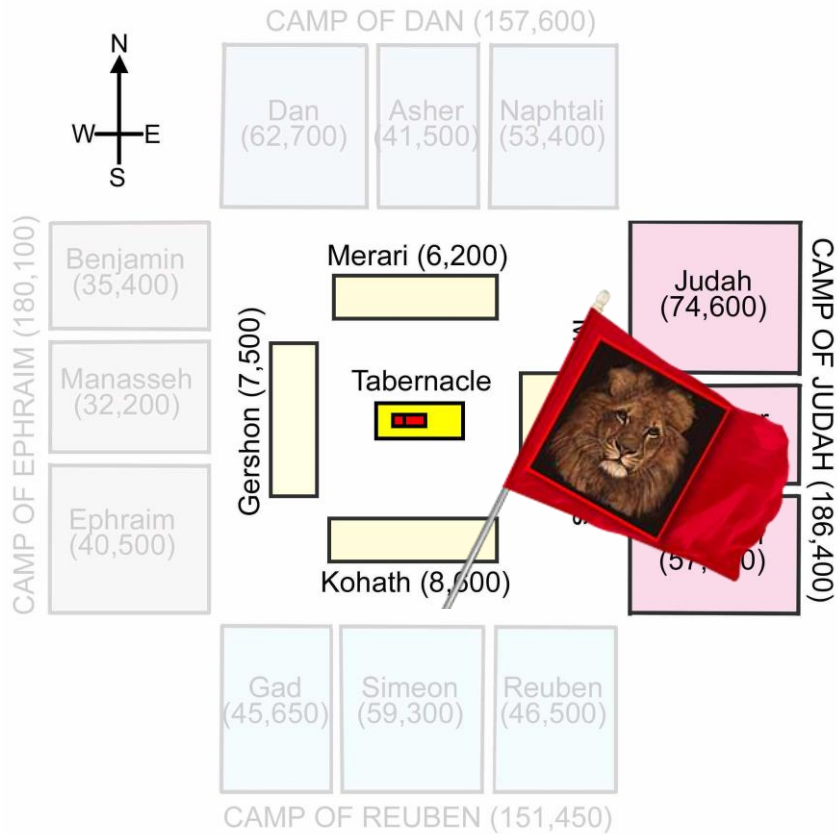 CAMP OF DAN (157,600)
N
W E
S
Dan
(62,700)
Asher
(41,500)
Naphtali
(53,400)
CAMP OF EPHRAIM (180,100)
Benjamin
(35,400)
Manasseh
(32,200)
Ephraim
(40,500)
Merari (6,200)
Gershon (7,500)
Tabernacle
Kohath (8,600)
Judah
(74,600)
CAMP OF JUDAH (186,400)
Gad
(45,650)
Simeon
(59,300)
Reuben
(46,500)
CAMP OF REUBEN (151,450)